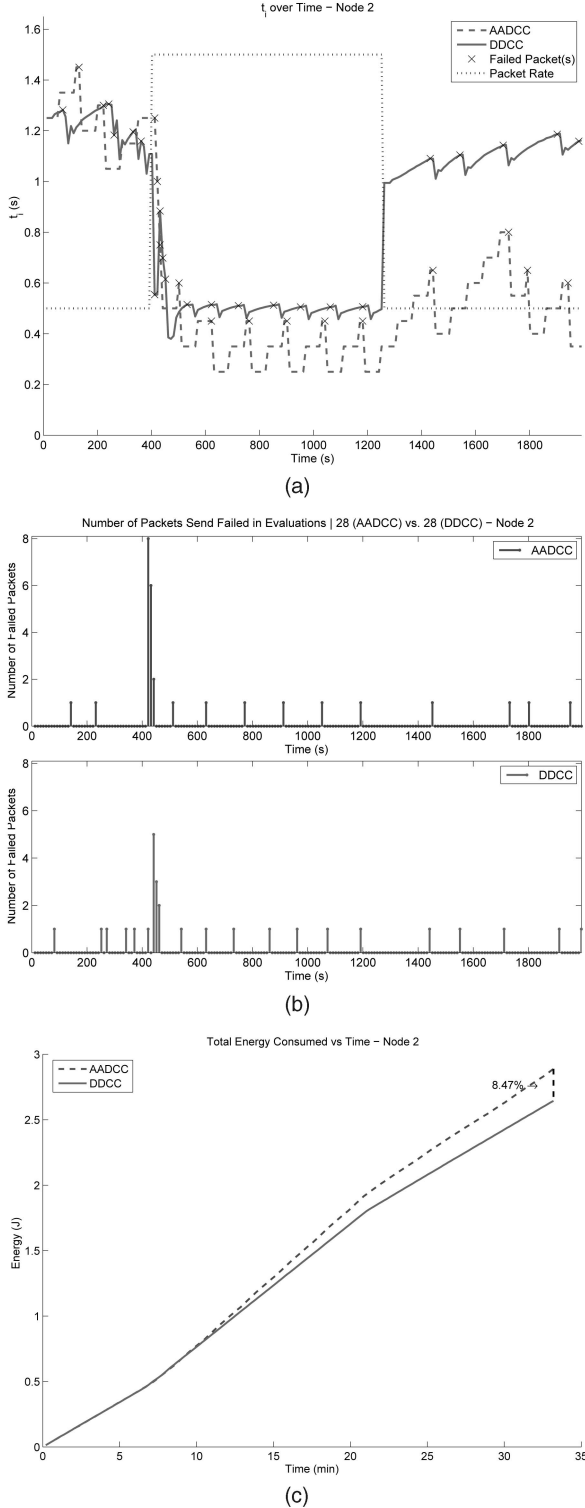 t_i over Time – Node 2
AADCC
DDCC
Failed Packet(s)
Packet Rate
1.6
1.4
1.2
1
0.8
0.6
0.4
0.2
0
t_i (s)
0 200 400 600 800 1000 1200 1400 1600 1800
Time (s)
(a)
Number of Packets Send Failed in Evaluations | 28 (AADCC) vs. 28 (DDCC) – Node 2
AADCC
8
6
4
2
0
Number of Failed Packets
0 200 400 600 800 1000 1200 1400 1600 1800
Time (s)
DDCC
8
6
4
2
0
Number of Failed Packets
0 200 400 600 800 1000 1200 1400 1600 1800
Time (s)
(b)
Total Energy Consumed vs Time – Node 2
AADCC
DDCC
8.47% →
3
2.5
2
1.5
1
0.5
0
Energy (J)
0 5 10 15 20 25 30 35
Time (min)
(c)